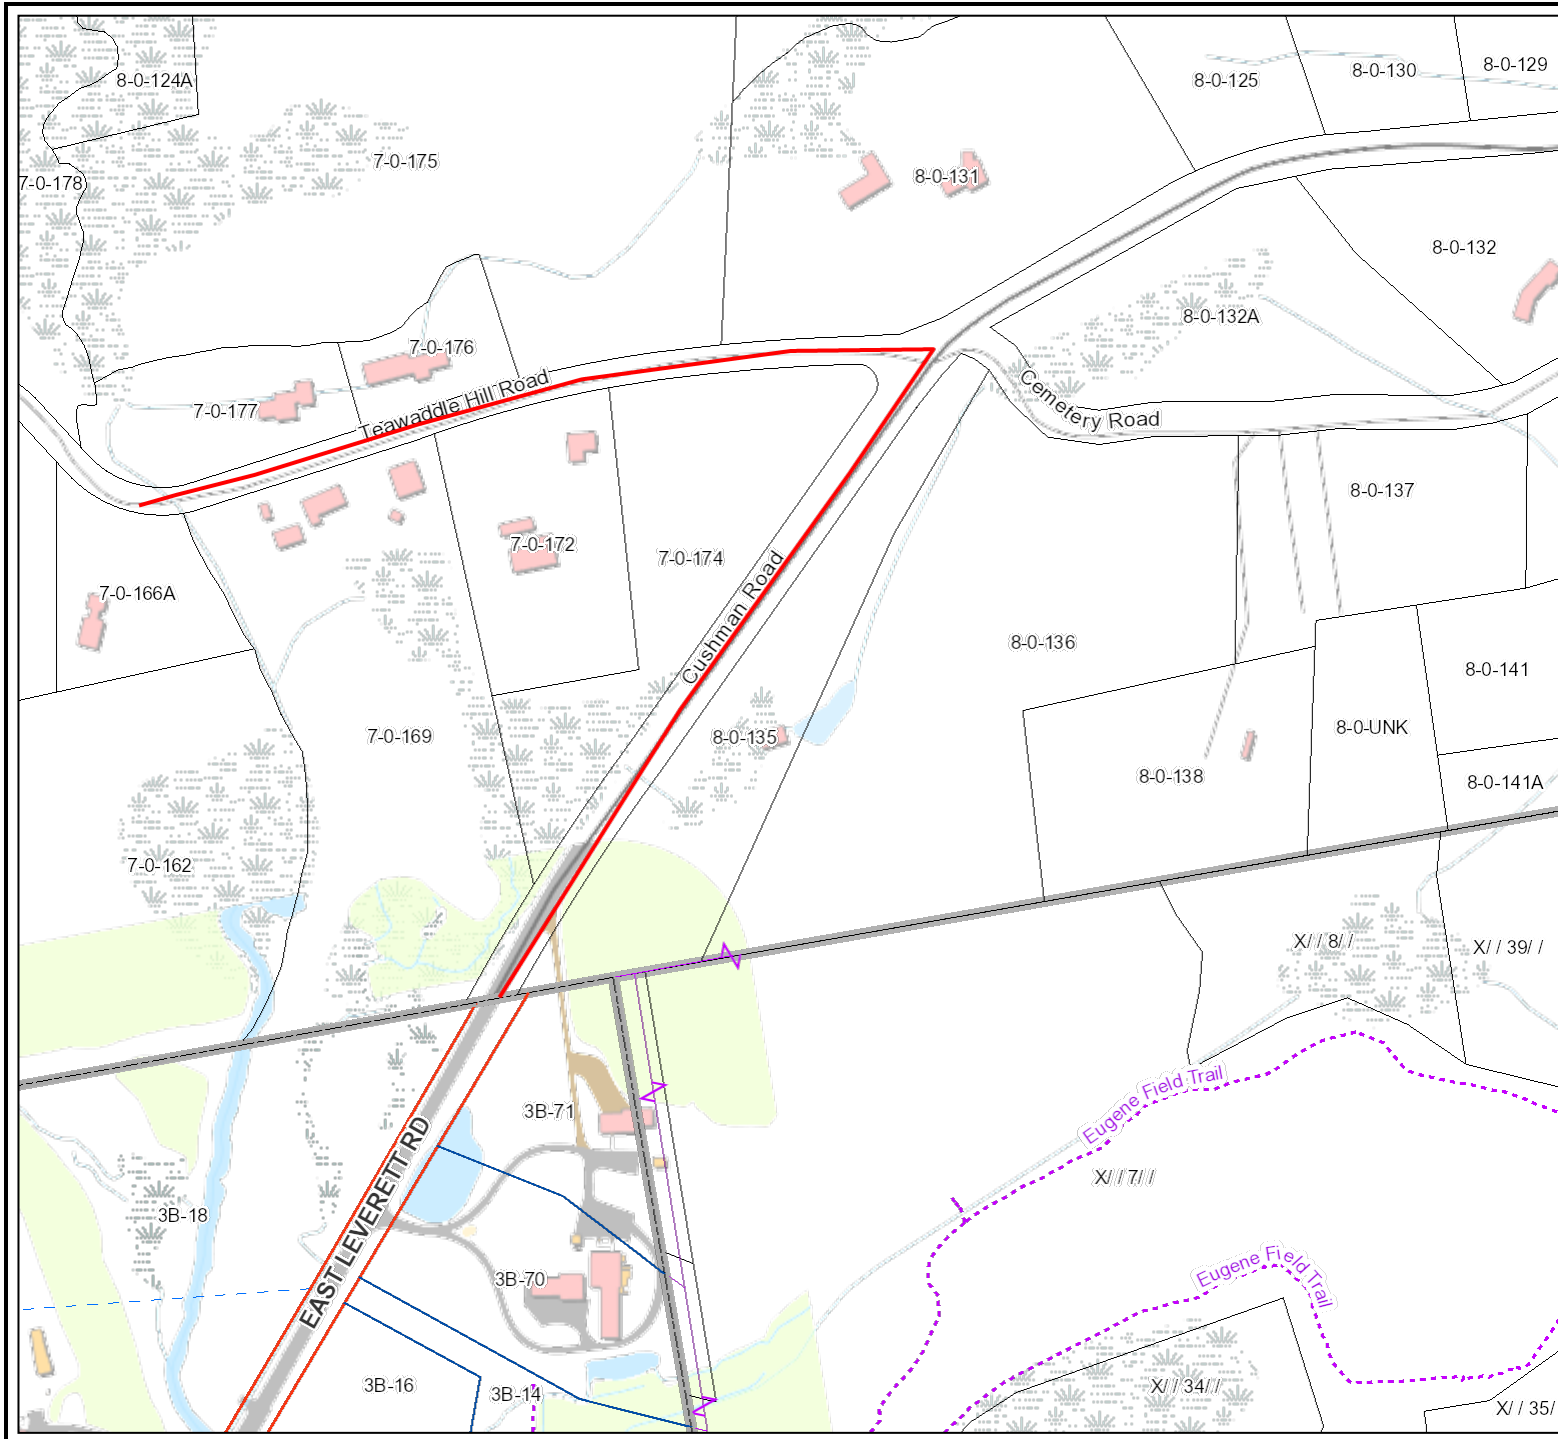 8-0-124A
8-0-125
8-0-130
8-0-129
7-0-175
7-0-178
8-0-131
8-0-132
8-0-132A
7-0-176
7-0-177
Teawaddle Hill Road
Cemetery Road
8-0-137
7-0-172
7-0-174
7-0-166A
Cushman Road
8-0-136
8-0-141
7-0-169
8-0-135
8-0-UNK
8-0-138
8-0-141A
7-0-162
X/ / 8/ /
X/ / 39/ /
Eugene Field Trail
3B-71
EAST LEVERETT RD
X/ / 7/ /
3B-18
3B-70
Eugene Field Trail
3B-16
3B-14
X/ / 34/ /
X/ / 35/